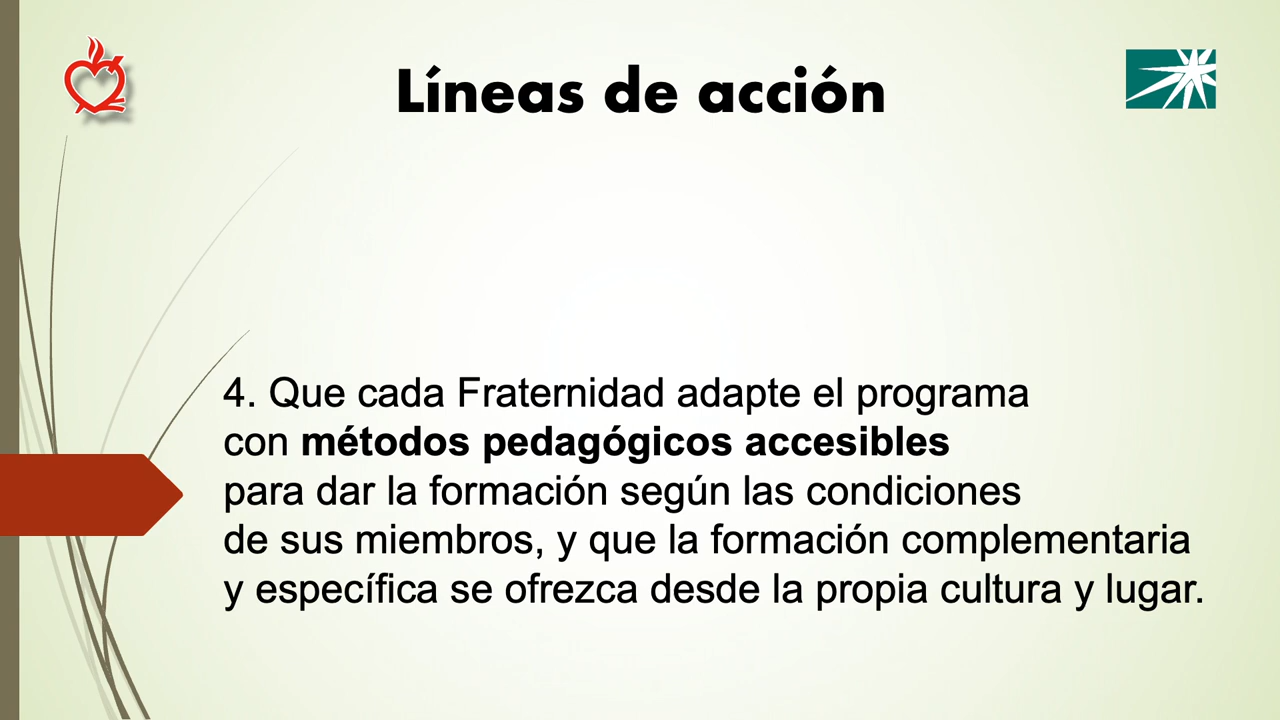 Líneas de acción
4. Que cada Fraternidad adapte el programa
con métodos pedagógicos accesibles
para dar la formación según las condiciones
de sus miembros, y que la formación complementaria
y específica se ofrezca desde la propia cultura y lugar.